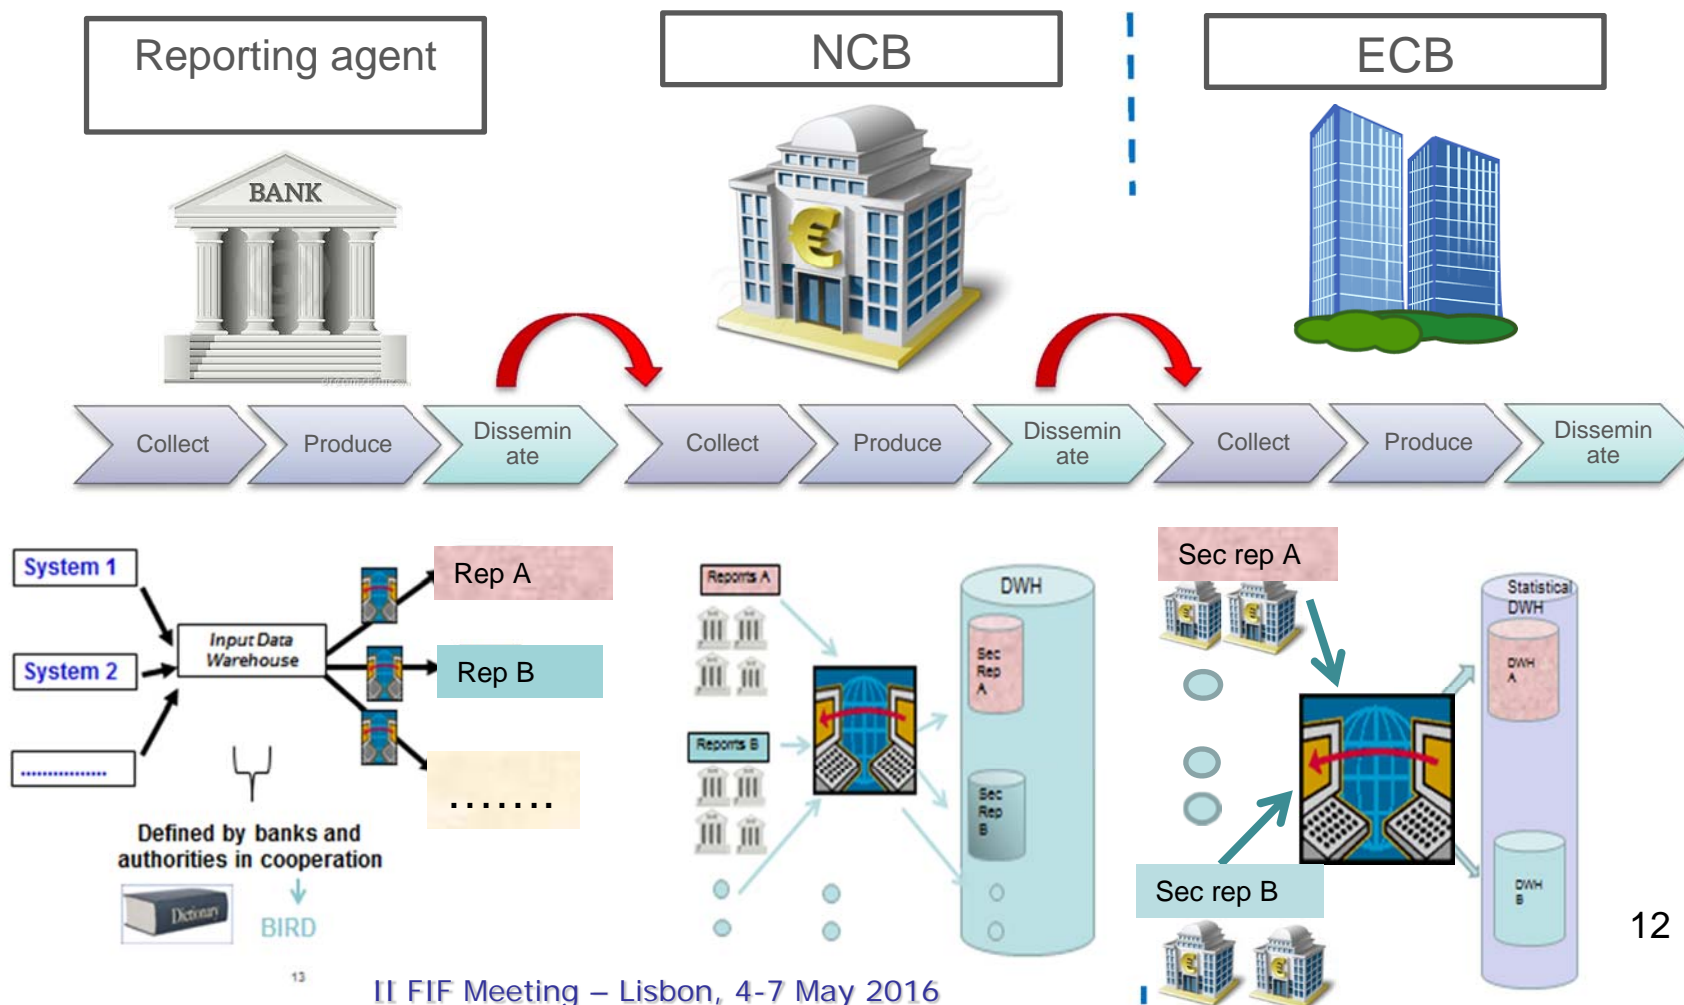 Reporting agent
NCB
ECB
BANK
Collect
Produce
Dissemin
ate
Collect
Produce
Dissemin
ate
Collect
Produce
Dissemin
ate
System 1
System 2
................
Input Data
Warehouse
Rep A
Rep B
.......
Defined by banks and
authorities in cooperation
Dictionary
BIRD
13
Reports A
Reports B
DWH
Sec
Rep
A
Sec
Rep
B
Sec rep A
Sec rep B
Statistical
DWH
DWH
A
DWH
B
12
II FIF Meeting – Lisbon, 4-7 May 2016